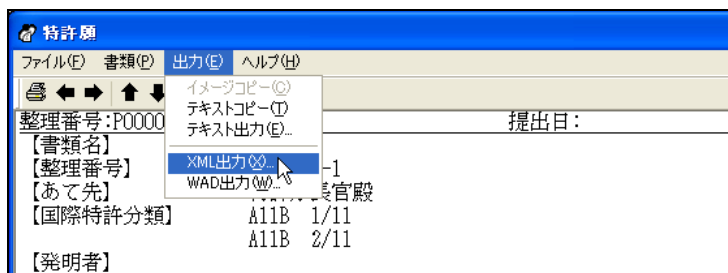 特許願
ファイル(F) 書類(P) 出力(E) ヘルプ(H)
イメージコピー(C)
テキストコピー(T)
テキスト出力(E)...
XML出力(X)...
WAD出力(W)...
整理番号:P0000 提出日:
【書類名】
【整理番号】 -1
【あて先】 長官殿
【国際特許分類】 A11B 1/11
A11B 2/11
【発明者】